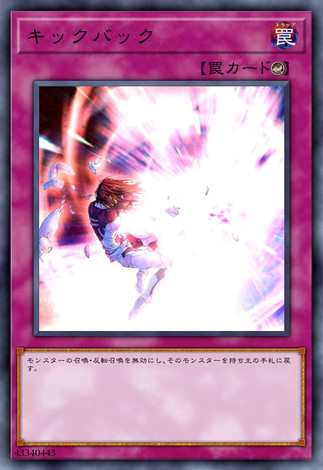 キックバック
トラップ
罠
【罠カード】
モンスターの召喚・反転召喚を無効にし、そのモンスターを持ち主の手札に戻
す。
43340443